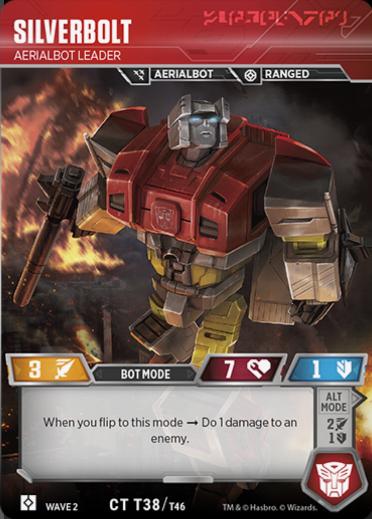 SILVERBOLT
AERIALBOT LEADER
AERIALBOT RANGED
3 BOT MODE 7 1
When you flip to this mode → Do 1 damage to an
enemy.
ALT
MODE
2
1
WAVE 2 CT T38/T46 TM & © Hasbro. © Wizards.